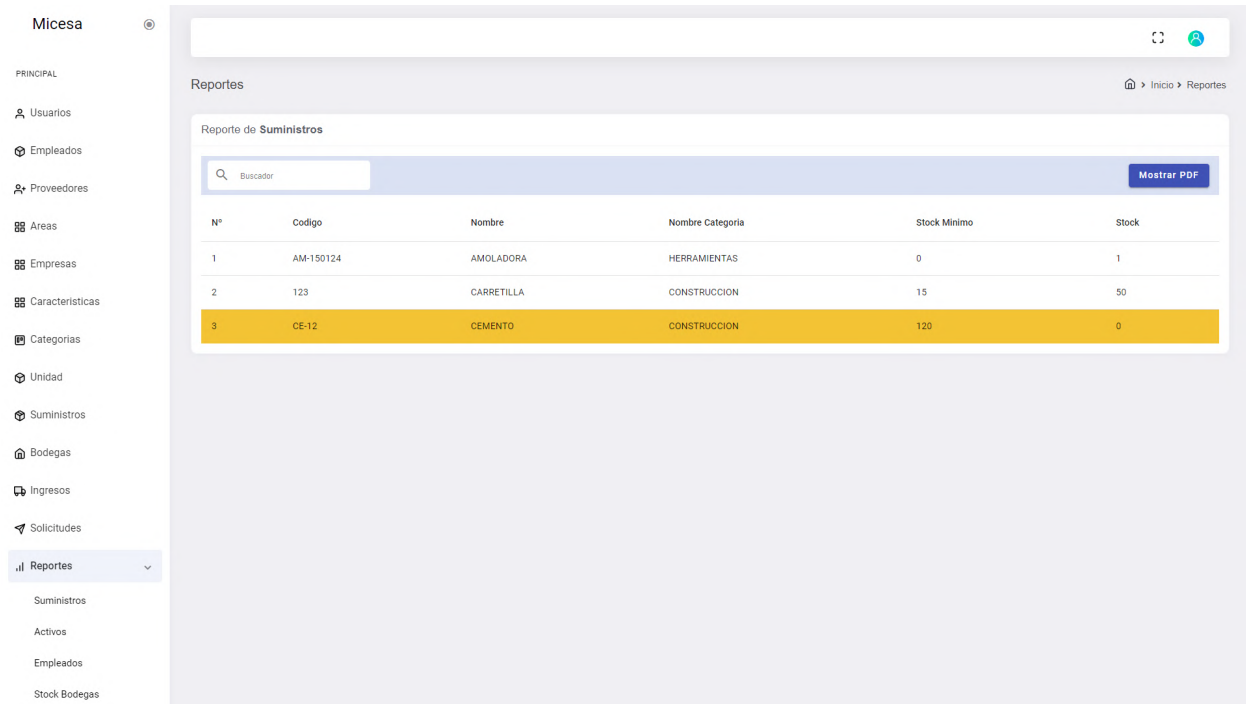 Micesa
PRINCIPAL
Usuarios
Empleados
Proveedores
Areas
Empresas
Caracteristicas
Categorias
Unidad
Suministros
Bodegas
Ingresos
Solicitudes
Reportes
Suministros
Activos
Empleados
Stock Bodegas
Reportes
Inicio › Reportes
Reporte de Suministros
Buscador
Mostrar PDF
Nº Codigo Nombre Nombre Categoria Stock Minimo Stock
1 AM-150124 AMOLADORA HERRAMIENTAS 0 1
2 123 CARRETILLA CONSTRUCCION 15 50
3 CE-12 CEMENTO CONSTRUCCION 120 0